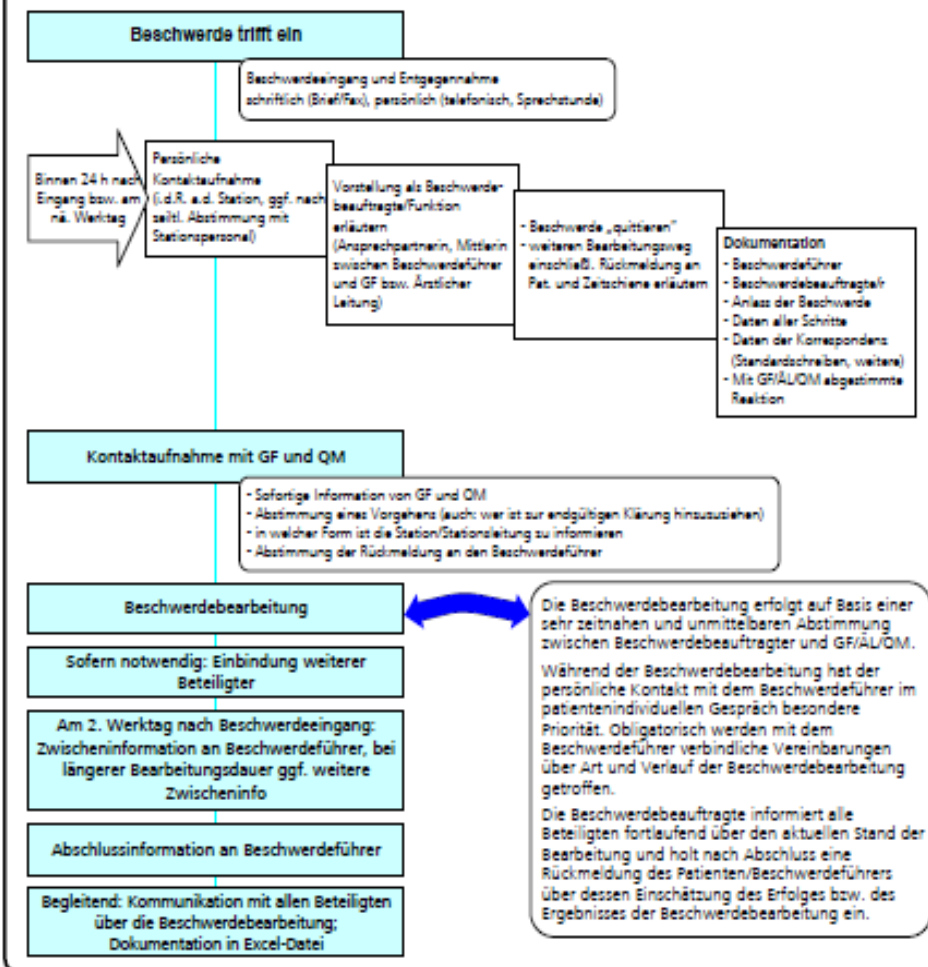 Beschwerde trifft ein
Beschwerdeeingang und Entgegennahme
schriftlich (Brief/Fax), persönlich (telefonisch, Sprechstunde)
Binnen 24 h nach
Eingang bzw. am
nä. Werktag
Persönliche
Kontaktaufnahme
(i.d.R. a.d. Station, ggf. nach
zeitl. Abstimmung mit
Stationspersonal)
Vorstellung als Beschwerde-
beauftragte/Funktion
erläutern
(Ansprechpartnerin, Mittlerin
zwischen Beschwerdeführer
und GF bzw. Ärztlicher
Leitung)
- Beschwerde „quittieren“
- weiteren Bearbeitungsweg
einschließ. Rückmeldung an
Pat. und Zeitschiene erläutern
Dokumentation
- Beschwerdeführer
- Beschwerdebeauftragte/r
- Anlass der Beschwerde
- Daten aller Schritte
- Daten der Korrespondenz
(Standardschreiben, weitere)
- Mit GF/ÄL/QM abgestimmte
Reaktion
Kontaktaufnahme mit GF und QM
- Sofortige Information von GF und QM
- Abstimmung eines Vorgehens (auch: wer ist zur endgültigen Klärung hinzuzuziehen)
- in welcher Form ist die Station/Stationsleitung zu informieren
- Abstimmung der Rückmeldung an den Beschwerdeführer
Beschwerdebearbeitung
Sofern notwendig: Einbindung weiterer
Beteiligter
Am 2. Werktag nach Beschwerdeeingang:
Zwischeninformation an Beschwerdeführer, bei
längerer Bearbeitungsdauer ggf. weitere
Zwischeninfo
Abschlussinformation an Beschwerdeführer
Begleitend: Kommunikation mit allen Beteiligten
über die Beschwerdebearbeitung;
Dokumentation in Excel-Datei
Die Beschwerdebearbeitung erfolgt auf Basis einer
sehr zeitnahen und unmittelbaren Abstimmung
zwischen Beschwerdebeauftragter und GF/ÄL/QM.
Während der Beschwerdebearbeitung hat der
persönliche Kontakt mit dem Beschwerdeführer im
patientenindividuellen Gespräch besondere
Priorität. Obligatorisch werden mit dem
Beschwerdeführer verbindliche Vereinbarungen
über Art und Verlauf der Beschwerdebearbeitung
getroffen.
Die Beschwerdebeauftragte informiert alle
Beteiligten fortlaufend über den aktuellen Stand der
Bearbeitung und holt nach Abschluss eine
Rückmeldung des Patienten/Beschwerdeführers
über dessen Einschätzung des Erfolges bzw. des
Ergebnisses der Beschwerdebearbeitung ein.